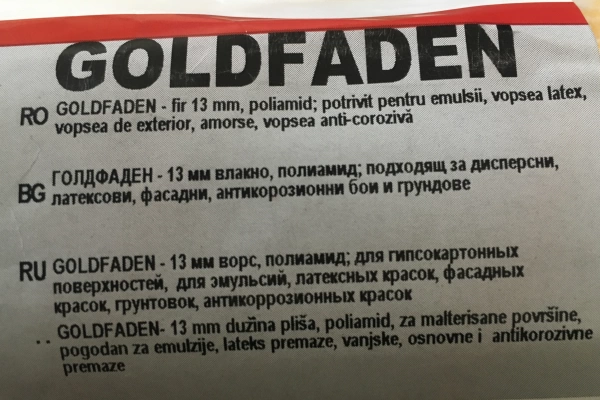 GOLDFADEN
RO GOLDFADEN - fir 13 mm, poliamid; potrivit pentru emulsii, vopsea latex,
vopsea de exterior, amorse, vopsea anti-corozivă
BG ГОЛДФАДЕН - 13 мм влакно, полиамид; подходящ за дисперсни,
латексови, фасадни, антикорозионни бои и грундове
RU GOLDFADEN - 13 мм ворс, полиамид; для гипсокартонных
поверхностей, для эмульсий, латексных красок, фасадных
красок, грунтовок, антикоррозионных красок
GOLDFADEN- 13 mm dužina pliša, poliamid, za malterisane površine,
pogodan za emulzije, lateks premaze, vanjske, osnovne i antikorozivne
premaze